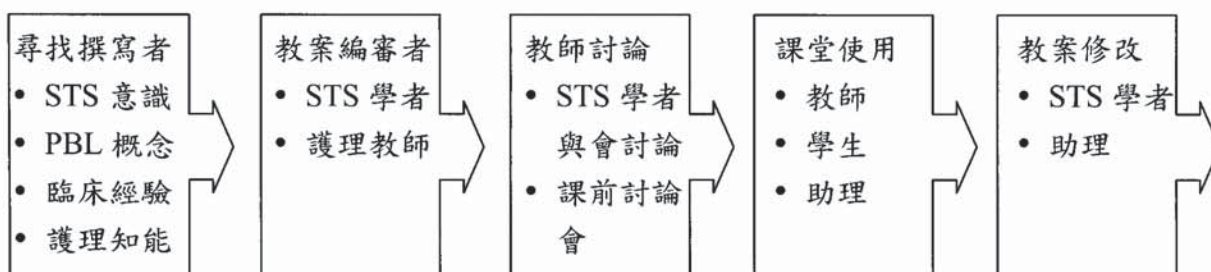 尋找撰寫者
• STS 意識
• PBL 概念
• 臨床經驗
• 護理知能
教案編審者
• STS 學者
• 護理教師
教師討論
• STS 學者
與會討論
• 課前討論
會
課堂使用
• 教師
• 學生
• 助理
教案修改
• STS 學者
• 助理